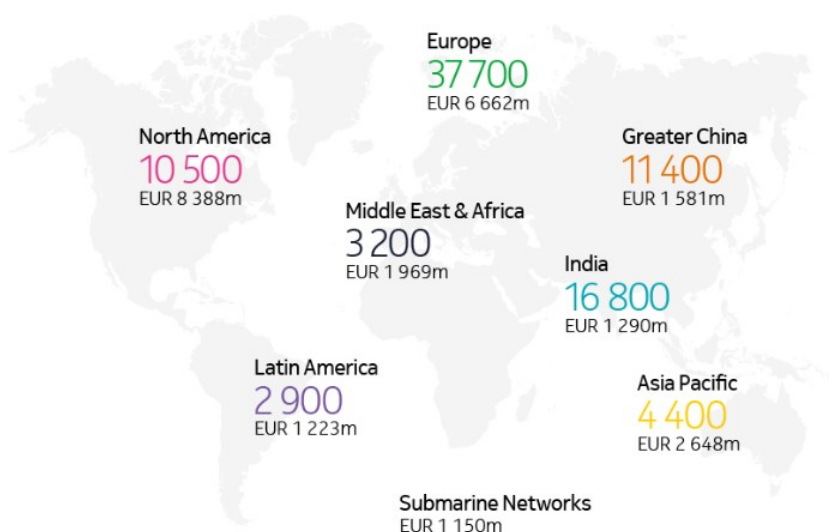 Europe
37 700
EUR 6 662m
North America
10 500
EUR 8 388m
Greater China
11 400
EUR 1 581m
Middle East & Africa
3 200
EUR 1 969m
India
16 800
EUR 1 290m
Latin America
2 900
EUR 1 223m
Asia Pacific
4 400
EUR 2 648m
Submarine Networks
EUR 1 150m